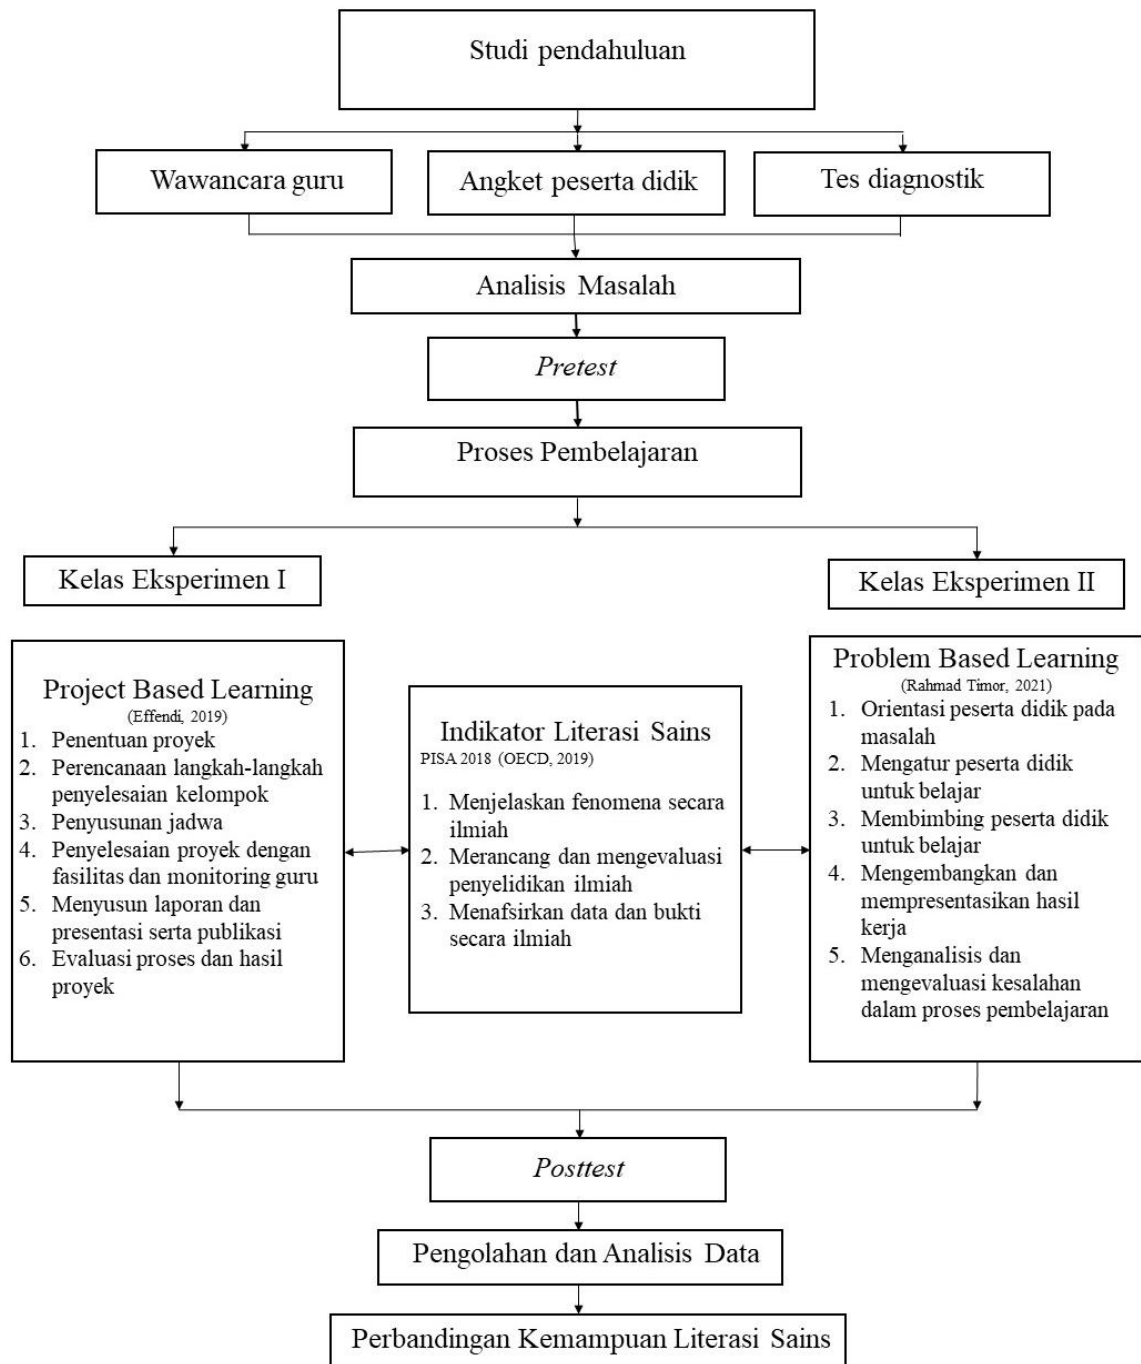 Studi pendahuluan
Wawancara guru
Angket peserta didik
Tes diagnostik
Analisis Masalah
Pretest
Proses Pembelajaran
Kelas Eksperimen I
Kelas Eksperimen II
Project Based Learning
(Effendi, 2019)
1. Penentuan proyek
2. Perencanaan langkah-langkah
penyelesaian kelompok
3. Penyusunan jadwa
4. Penyelesaian proyek dengan
fasilitas dan monitoring guru
5. Menyusun laporan dan
presentasi serta publikasi
6. Evaluasi proses dan hasil
proyek
Indikator Literasi Sains
PISA 2018 (OECD, 2019)
1. Menjelaskan fenomena secara
ilmiah
2. Merancang dan mengevaluasi
penyelidikan ilmiah
3. Menafsirkan data dan bukti
secara ilmiah
Problem Based Learning
(Rahmad Timor, 2021)
1. Orientasi peserta didik pada
masalah
2. Mengatur peserta didik
untuk belajar
3. Membimbing peserta didik
untuk belajar
4. Mengembangkan dan
mempresentasikan hasil
kerja
5. Menganalisis dan
mengevaluasi kesalahan
dalam proses pembelajaran
Posttest
Pengolahan dan Analisis Data
Perbandingan Kemampuan Literasi Sains